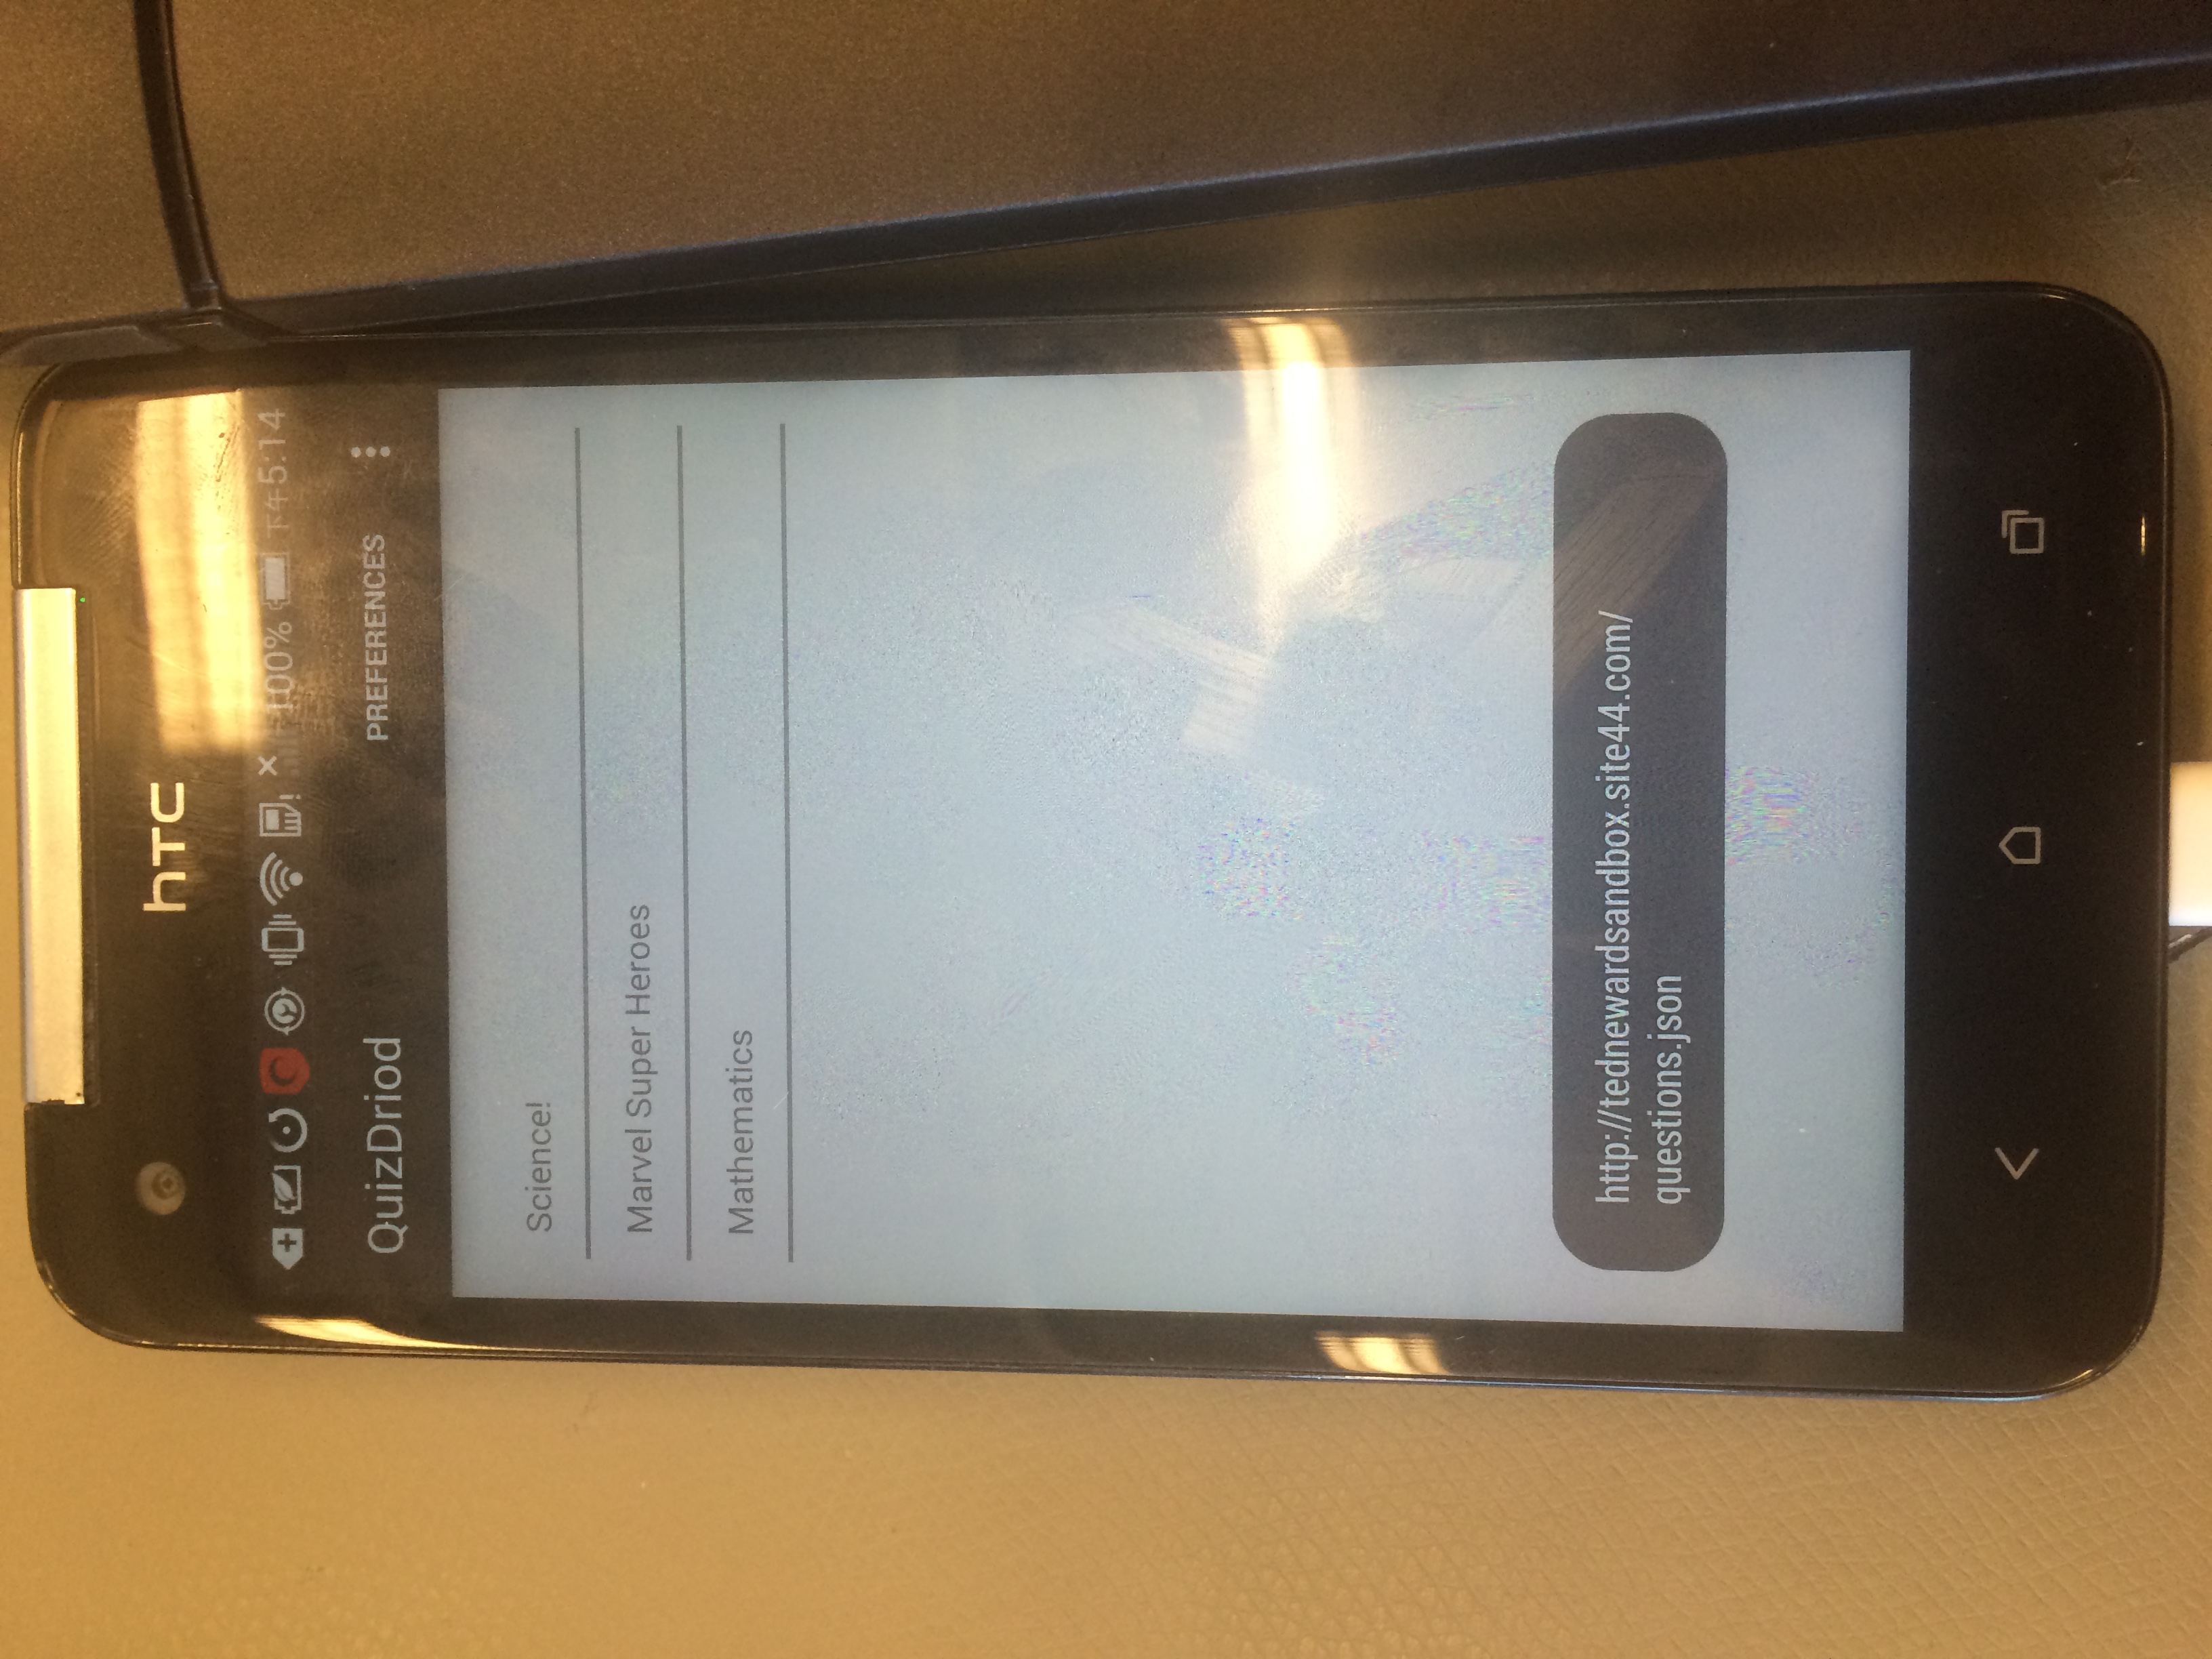 hTC
100% 下午5:14
QuizDriod PREFERENCES
Science!
Marvel Super Heroes
Mathematics
http://tednewardsandbox.site44.com/
questions.json